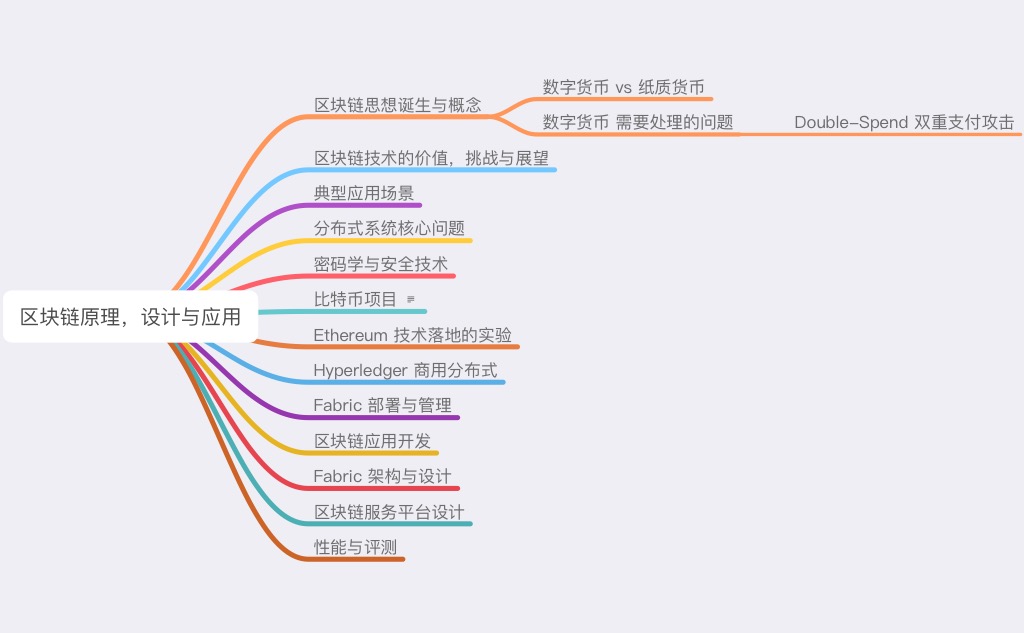 区块链原理，设计与应用
区块链思想诞生与概念
数字货币 vs 纸质货币
数字货币 需要处理的问题
Double-Spend 双重支付攻击
区块链技术的价值，挑战与展望
典型应用场景
分布式系统核心问题
密码学与安全技术
比特币项目
Ethereum 技术落地的实验
Hyperledger 商用分布式
Fabric 部署与管理
区块链应用开发
Fabric 架构与设计
区块链服务平台设计
性能与评测